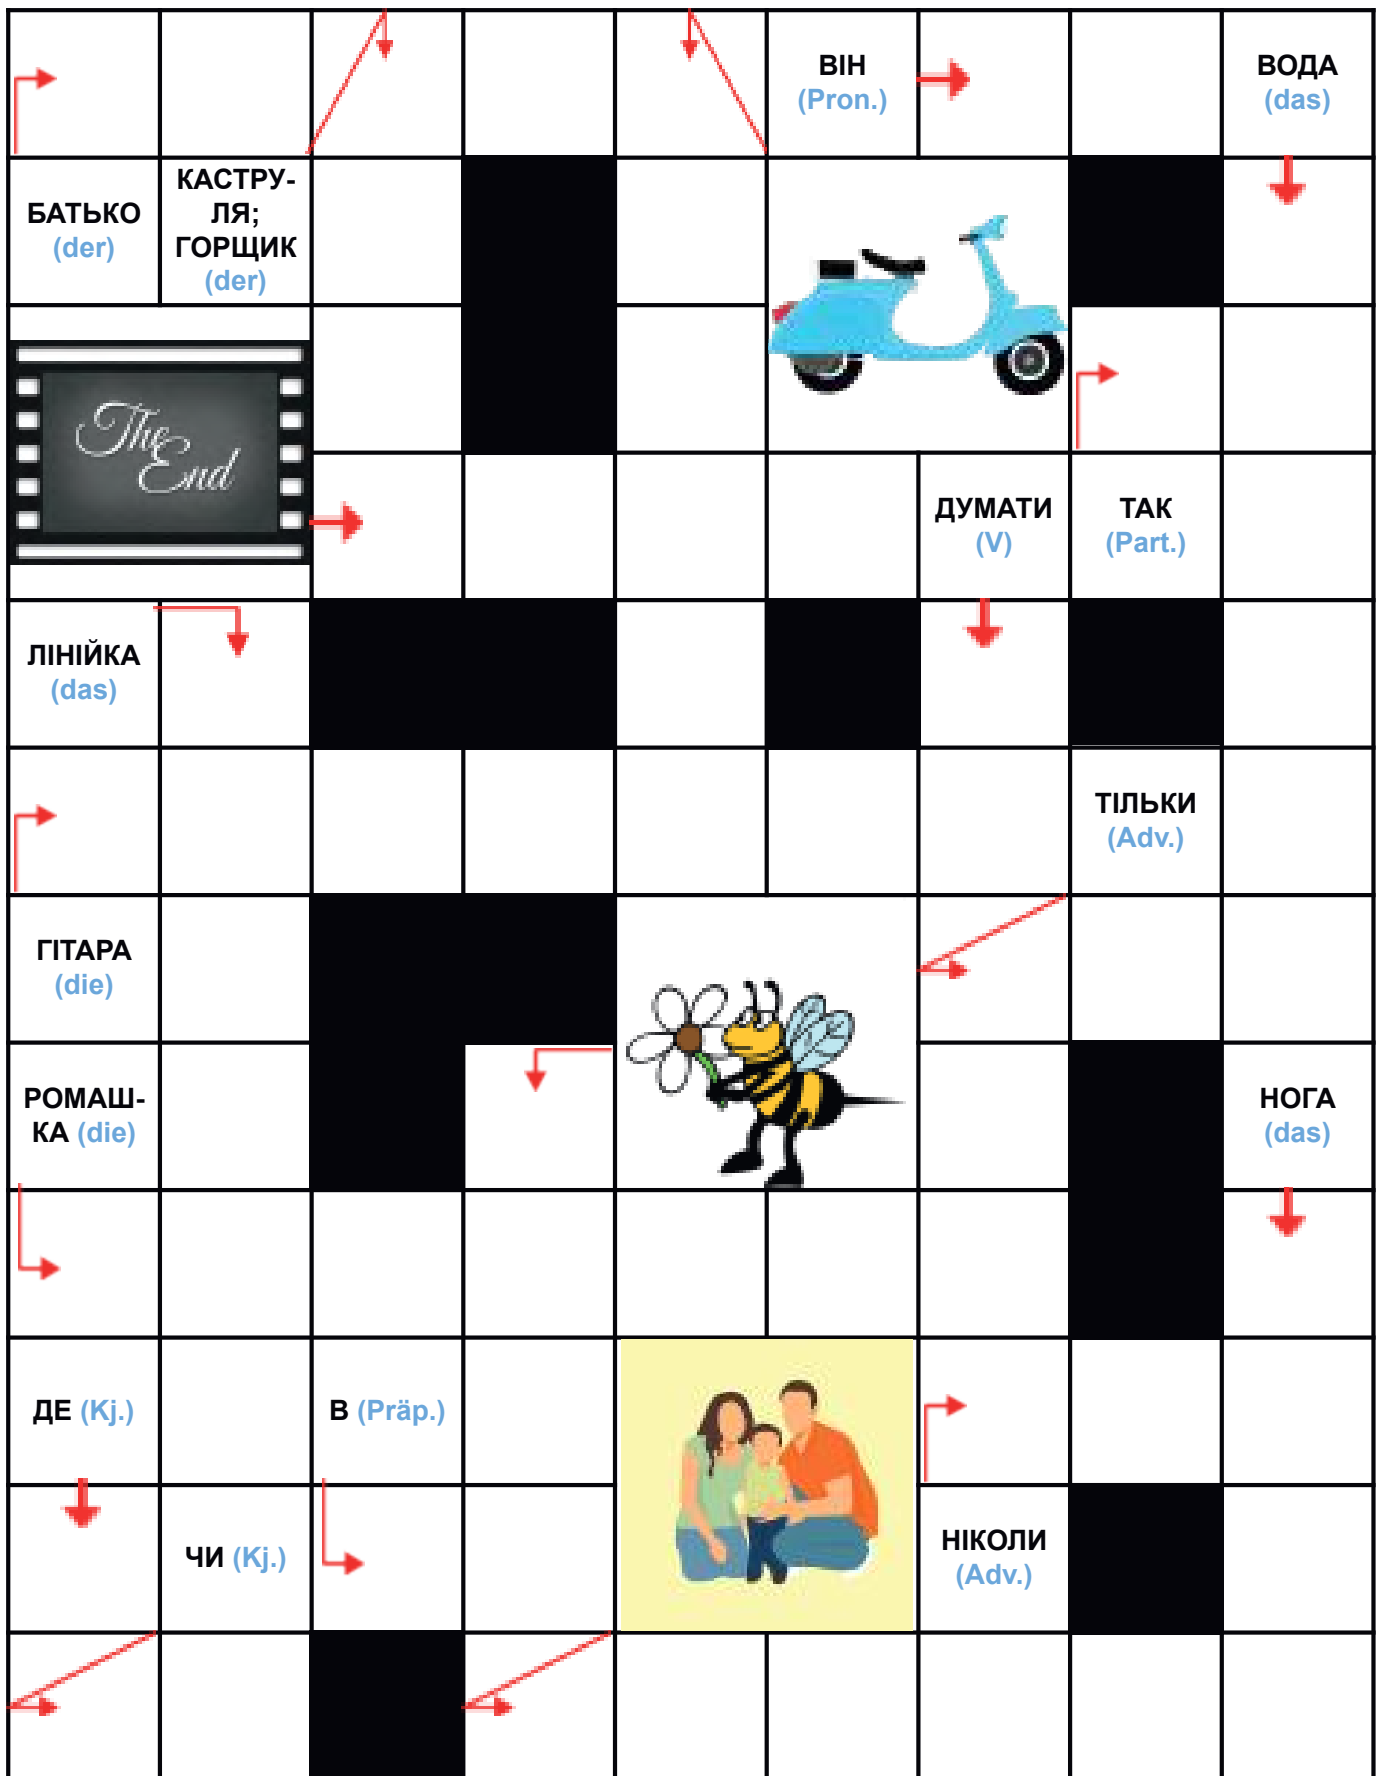 ВІН
(Pron.)
ВОДА
(das)
БАТЬКО
(der)
КАСТРУ-
ЛЯ;
ГОРЩИК
(der)
The
End
ДУМАТИ
(V)
ТАК
(Part.)
ЛІНІЙКА
(das)
ТІЛЬКИ
(Adv.)
ГІТАРА
(die)
РОМАШ-
КА (die)
НОГА
(das)
ДЕ (Kj.)
В (Präp.)
ЧИ (Kj.)
НІКОЛИ
(Adv.)